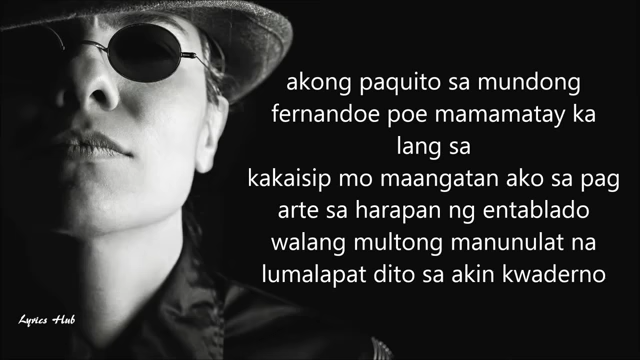 akong paquito sa mundong
fernandoe poe mamamatay ka
lang sa
kakaisip mo maangatan ako sa pag
arte sa harapan ng entablado
walang multong manunulat na
lumalapat dito sa akin kwaderno
Lyrics Hub